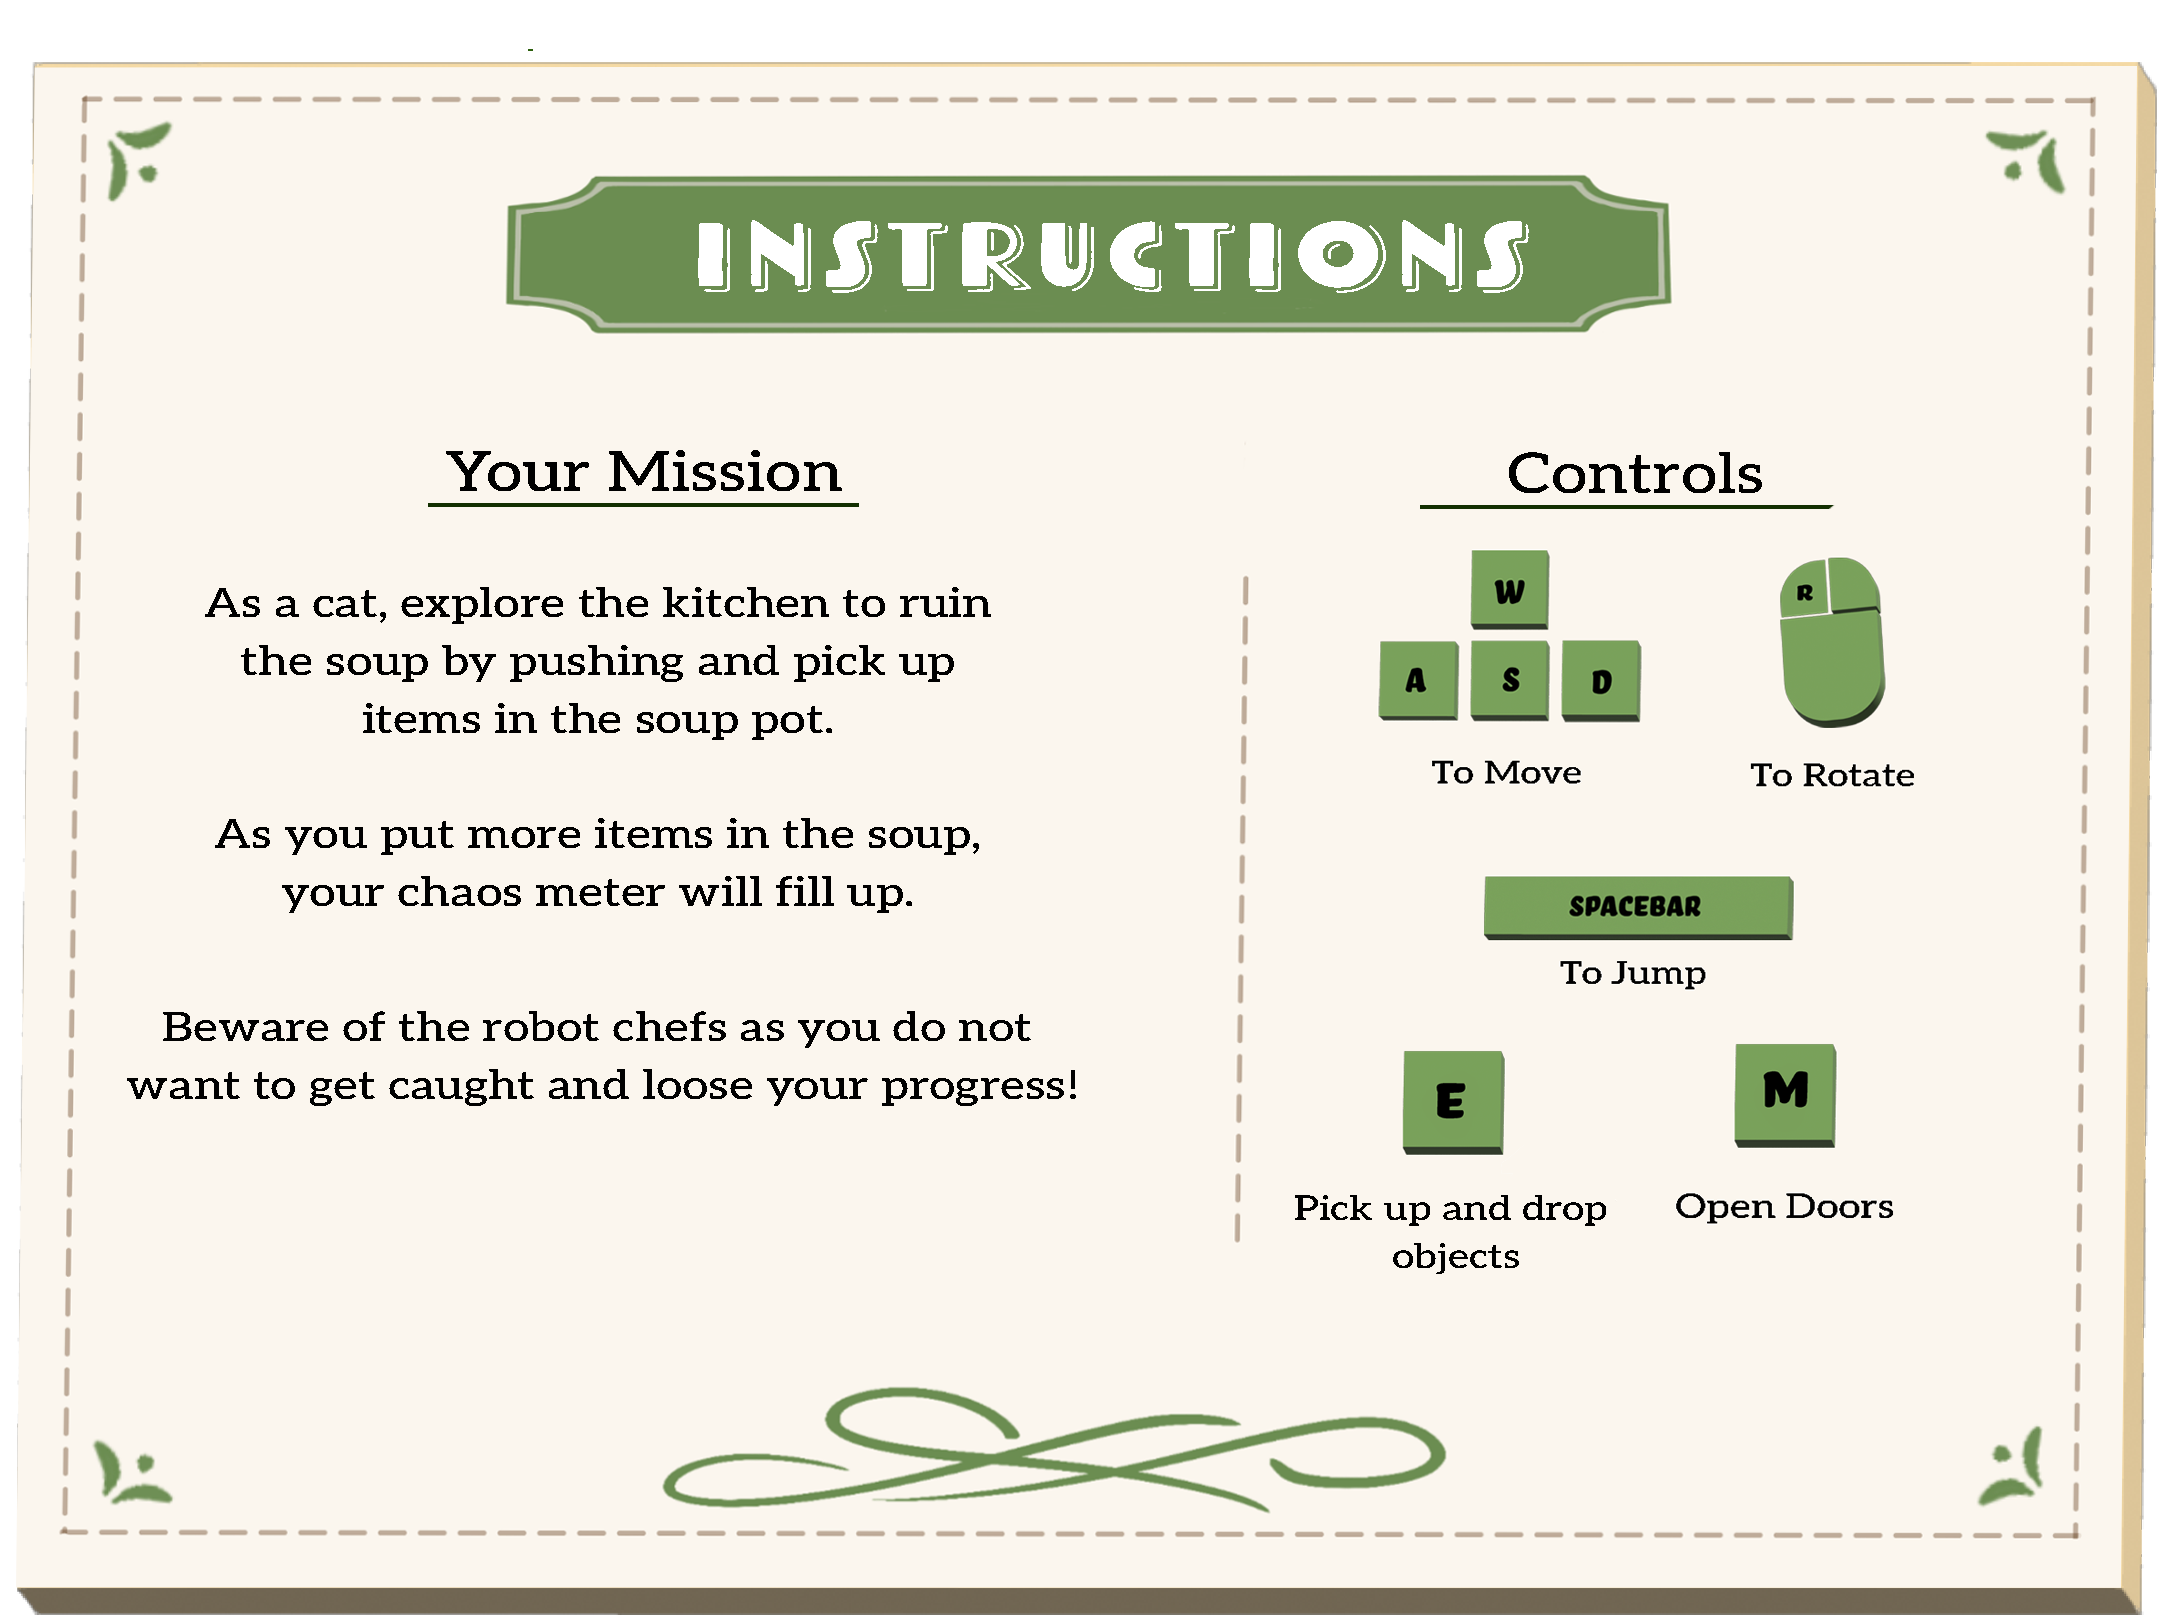 INSTRUCTIONS
Your Mission
As a cat, explore the kitchen to ruin
the soup by pushing and pick up
items in the soup pot.
As you put more items in the soup,
your chaos meter will fill up.
Beware of the robot chefs as you do not
want to get caught and loose your progress!
Controls
W
A S D
To Move
R
To Rotate
SPACEBAR
To Jump
E
Pick up and drop
objects
M
Open Doors